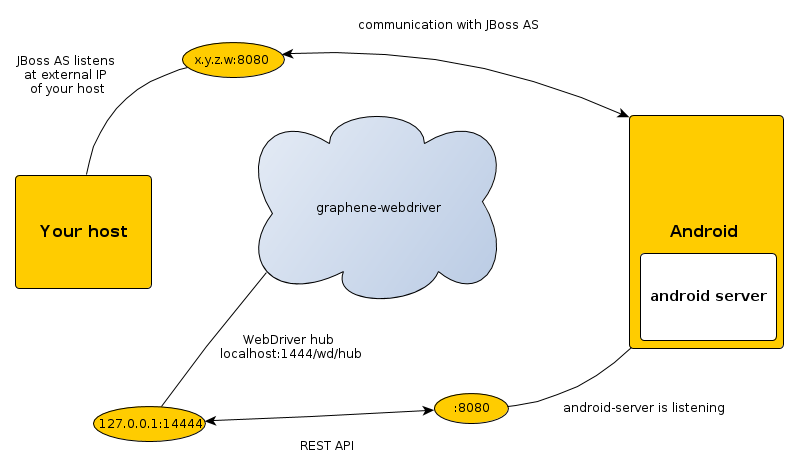 communication with JBoss AS
JBoss AS listens
at external IP
of your host
x.y.z.w:8080
graphene-webdriver
Your host
Android
android server
WebDriver hub
localhost:1444/wd/hub
127.0.0.1:14444
:8080
android-server is listening
REST API